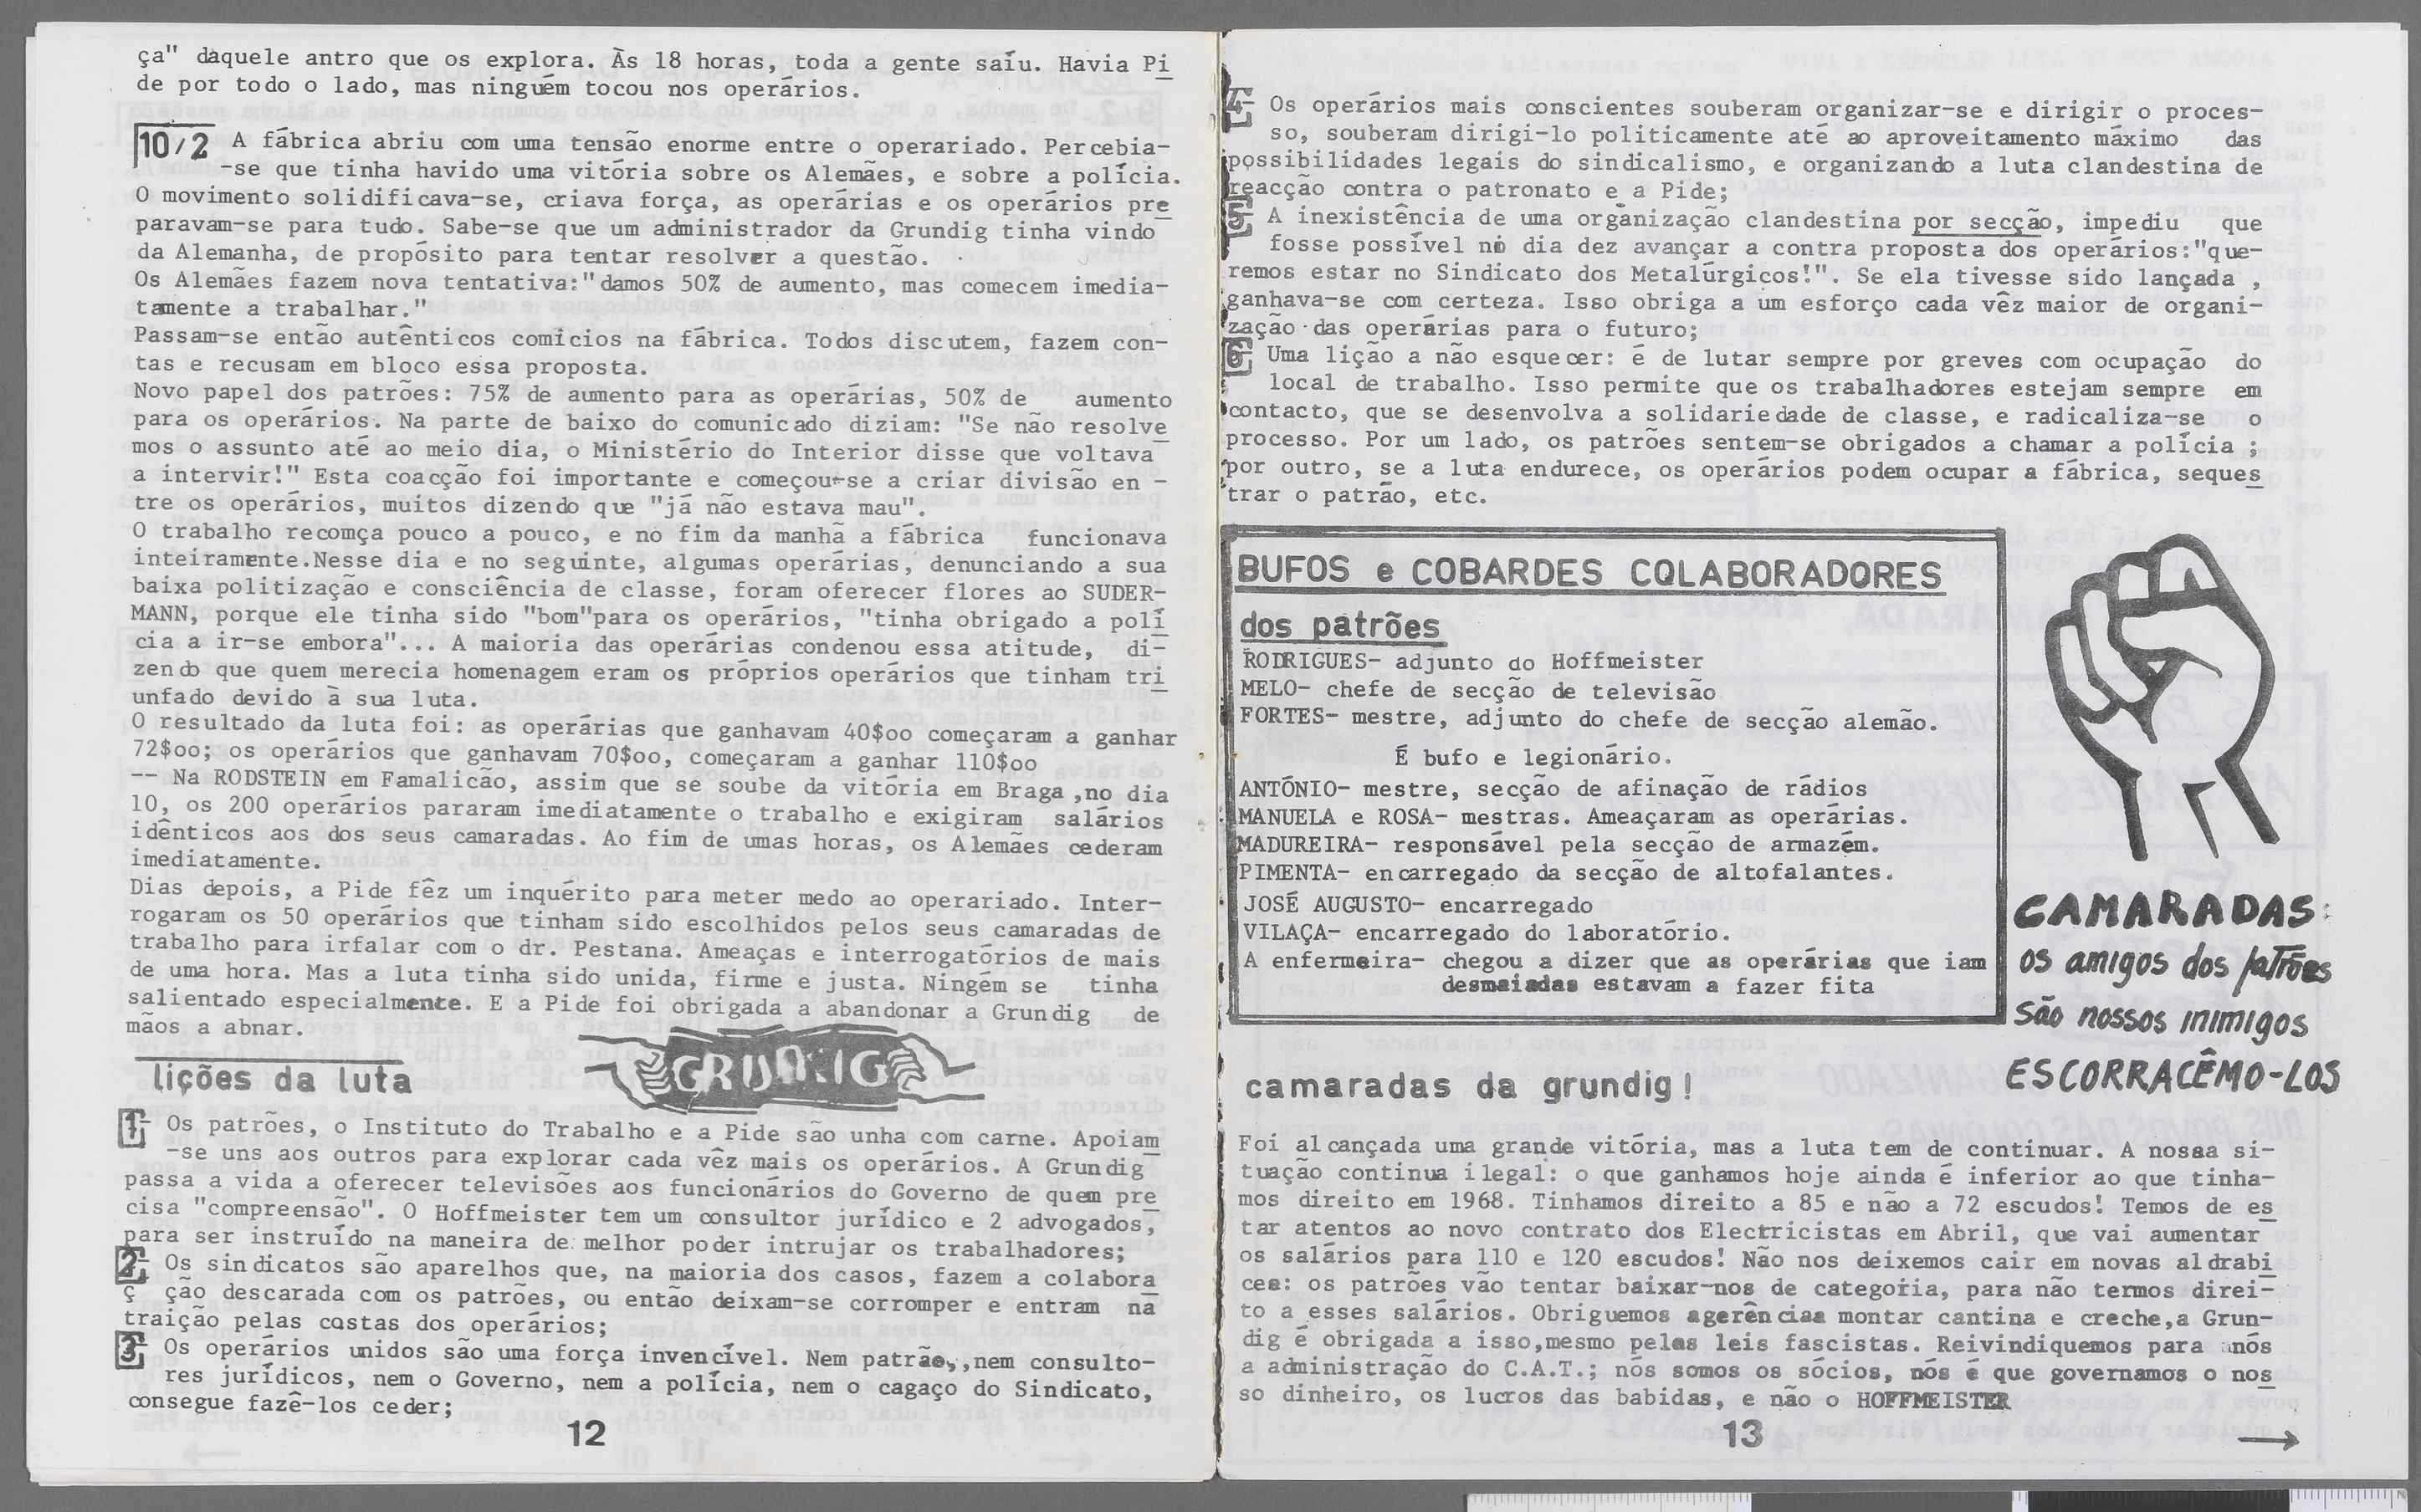 ça" daquele antro que os explora. Às 18 horas, toda a gente saíu. Havia Pi
de por todo o lado, mas ninguém tocou nos operários.
10/2 A fábrica abriu com uma tensão enorme entre o operariado. Percebia-
-se que tinha havido uma vitória sobre os Alemães, e sobre a polícia.
O movimento solidificava-se, criava força, as operárias e os operários pre
paravam-se para tudo. Sabe-se que um administrador da Grundig tinha vindo
da Alemanha, de propósito para tentar resolver a questão.
Os Alemães fazem nova tentativa:"damos 50% de aumento, mas comecem imedia-
tamente a trabalhar."
Passam-se então autênticos comícios na fábrica. Todos discutem, fazem con-
tas e recusam em bloco essa proposta.
Novo papel dos patrões: 75% de aumento para as operárias, 50% de aumento
para os operários. Na parte de baixo do comunicado diziam: "Se não resolve
mos o assunto até ao meio dia, o Ministério do Interior disse que voltava
a intervir!" Esta coacção foi importante e começou-se a criar divisão en -
tre os operários, muitos dizendo que "já não estava mau".
O trabalho recomça pouco a pouco, e no fim da manhã a fábrica funcionava
inteiramente.Nesse dia e no seguinte, algumas operárias, denunciando a sua
baixa politização e consciência de classe, foram oferecer flores ao SUDER-
MANN, porque ele tinha sido "bom"para os operários, "tinha obrigado a polí
cia a ir-se embora"... A maioria das operárias condenou essa atitude, di-
zendo que quem merecia homenagem eram os próprios operários que tinham tri
unfado devido à sua luta.
O resultado da luta foi: as operárias que ganhavam 40$oo começaram a ganhar
72$oo; os operários que ganhavam 70$oo, começaram a ganhar 110$oo
-- Na RODSTEIN em Famalicão, assim que se soube da vitória em Braga ,no dia
10, os 200 operários pararam imediatamente o trabalho e exigiram salários
idênticos aos dos seus camaradas. Ao fim de umas horas, os Alemães cederam
imediatamente.
Dias depois, a Pide fêz um inquérito para meter medo ao operariado. Inter-
rogaram os 50 operários que tinham sido escolhidos pelos seus camaradas de
trabalho para irfalar com o dr. Pestana. Ameaças e interrogatórios de mais
de uma hora. Mas a luta tinha sido unida, firme e justa. Ningém se tinha
salientado especialmente. E a Pide foi obrigada a abandonar a Grundig de
mãos a abnar.
GRUNDIG
lições da luta
1- Os patrões, o Instituto do Trabalho e a Pide são unha com carne. Apoiam
-se uns aos outros para explorar cada vêz mais os operários. A Grundig
passa a vida a oferecer televisões aos funcionários do Governo de quem pre
cisa "compreensão". O Hoffmeister tem um consultor jurídico e 2 advogados,
para ser instruído na maneira de melhor poder intrujar os trabalhadores;
2- Os sindicatos são aparelhos que, na maioria dos casos, fazem a colabora
ç ção descarada com os patrões, ou então deixam-se corromper e entram na
traição pelas costas dos operários;
3- Os operários unidos são uma força invencível. Nem patrão,,nem consulto-
res jurídicos, nem o Governo, nem a polícia, nem o cagaço do Sindicato,
consegue fazê-los ceder;
12
4- Os operários mais conscientes souberam organizar-se e dirigir o proces-
so, souberam dirigi-lo politicamente até ao aproveitamento máximo das
possibilidades legais do sindicalismo, e organizando a luta clandestina de
reacção contra o patronato e a Pide;
5- A inexistência de uma organização clandestina por secção, impediu que
fosse possível no dia dez avançar a contra proposta dos operários:"que-
remos estar no Sindicato dos Metalúrgicos!". Se ela tivesse sido lançada ,
ganhava-se com certeza. Isso obriga a um esforço cada vêz maior de organi-
zação das operárias para o futuro;
6- Uma lição a não esquecer: é de lutar sempre por greves com ocupação do
local de trabalho. Isso permite que os trabalhadores estejam sempre em
contacto, que se desenvolva a solidariedade de classe, e radicaliza-se o
processo. Por um lado, os patrões sentem-se obrigados a chamar a polícia ;
por outro, se a luta endurece, os operários podem ocupar a fábrica, seques
trar o patrão, etc.
BUFOS e COBARDES COLABORADORES
dos patrões
RODRIGUES- adjunto do Hoffmeister
MELO- chefe de secção de televisão
FORTES- mestre, adjunto do chefe de secção alemão.
É bufo e legionário.
ANTÓNIO- mestre, secção de afinação de rádios
MANUELA e ROSA- mestras. Ameaçaram as operárias.
MADUREIRA- responsável pela secção de armazém.
PIMENTA- encarregado da secção de altofalantes.
JOSÉ AUGUSTO- encarregado
VILAÇA- encarregado do laboratório.
A enfermeira- chegou a dizer que as operárias que iam
desmaiadas estavam a fazer fita
CAMARADAS:
os amigos dos patrões
são nossos inimigos
ESCORRACÊMO-LOS
camaradas da grundig!
Foi alcançada uma grande vitória, mas a luta tem de continuar. A nossa si-
tuação continua ilegal: o que ganhamos hoje ainda é inferior ao que tinha-
mos direito em 1968. Tinhamos direito a 85 e não a 72 escudos! Temos de es
tar atentos ao novo contrato dos Electricistas em Abril, que vai aumentar
os salários para 110 e 120 escudos! Não nos deixemos cair em novas aldrabi
ces: os patrões vão tentar baixar-nos de categoria, para não termos direi-
to a esses salários. Obriguemos agerências montar cantina e creche,a Grun-
dig é obrigada a isso,mesmo pelas leis fascistas. Reivindiquemos para nós
a administração do C.A.T.; nós somos os sócios, nós é que governamos o nos
so dinheiro, os lucros das babidas, e não o HOFFMEISTER
13